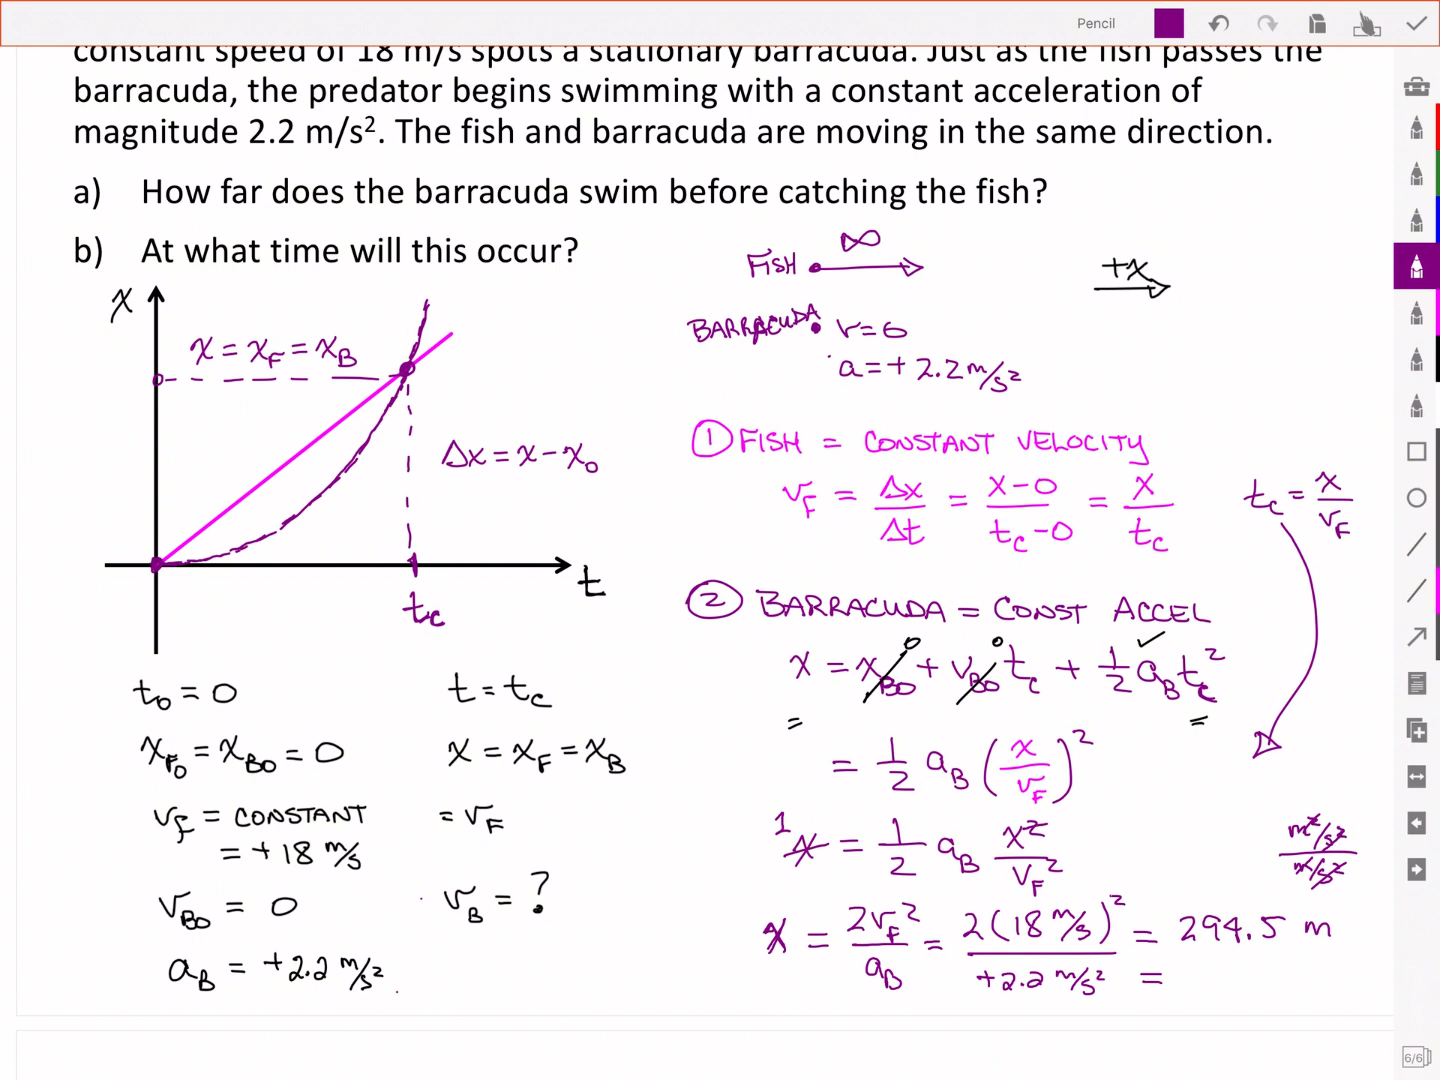 Pencil
constant speed of 18 m/s spots a stationary barracuda. Just as the fish passes the
barracuda, the predator begins swimming with a constant acceleration of
magnitude 2.2 m/s². The fish and barracuda are moving in the same direction.
a) How far does the barracuda swim before catching the fish?
b) At what time will this occur?
FISH
+x
BARRACUDA v=0
a=+2.2 m/s²
x
x = x_F = x_B
Δx = x - x₀
t
t_c
t₀ = 0
t = t_c
x_F₀ = x_B0 = 0
x = x_F = x_B
v_f = CONSTANT
= v_F
= +18 m/s
v_B0 = 0
v_B = ?
a_B = +2.2 m/s²
① FISH = CONSTANT VELOCITY
v_F = Δx/Δt = (x-0)/(t_c-0) = x/t_c
t_c = x/v_F
② BARRACUDA = CONST ACCEL
x = x_B0 + v_B0 t_c + 1/2 a_B t_c²
0 0 ✓
=
=
= 1/2 a_B (x/v_F)²
1 x = 1/2 a_B x²/v_F²
m²/s²
m/s²
x = 2v_F²/a_B = 2(18 m/s)²/+2.2 m/s² = 294.5 m
=
6/6